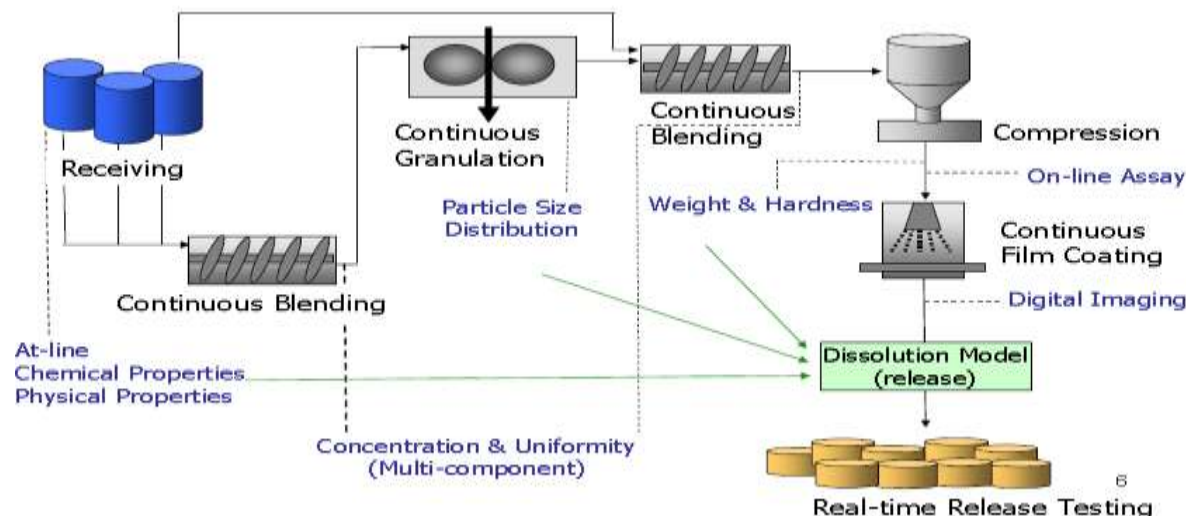 Receiving
Continuous
Granulation
Continuous
Blending
Compression
On-line Assay
Particle Size
Distribution
Weight & Hardness
Continuous
Film Coating
Continuous Blending
Digital Imaging
At-line
Chemical Properties
Physical Properties
Dissolution Model
(release)
Concentration & Uniformity
(Multi-component)
6
Real-time Release Testing